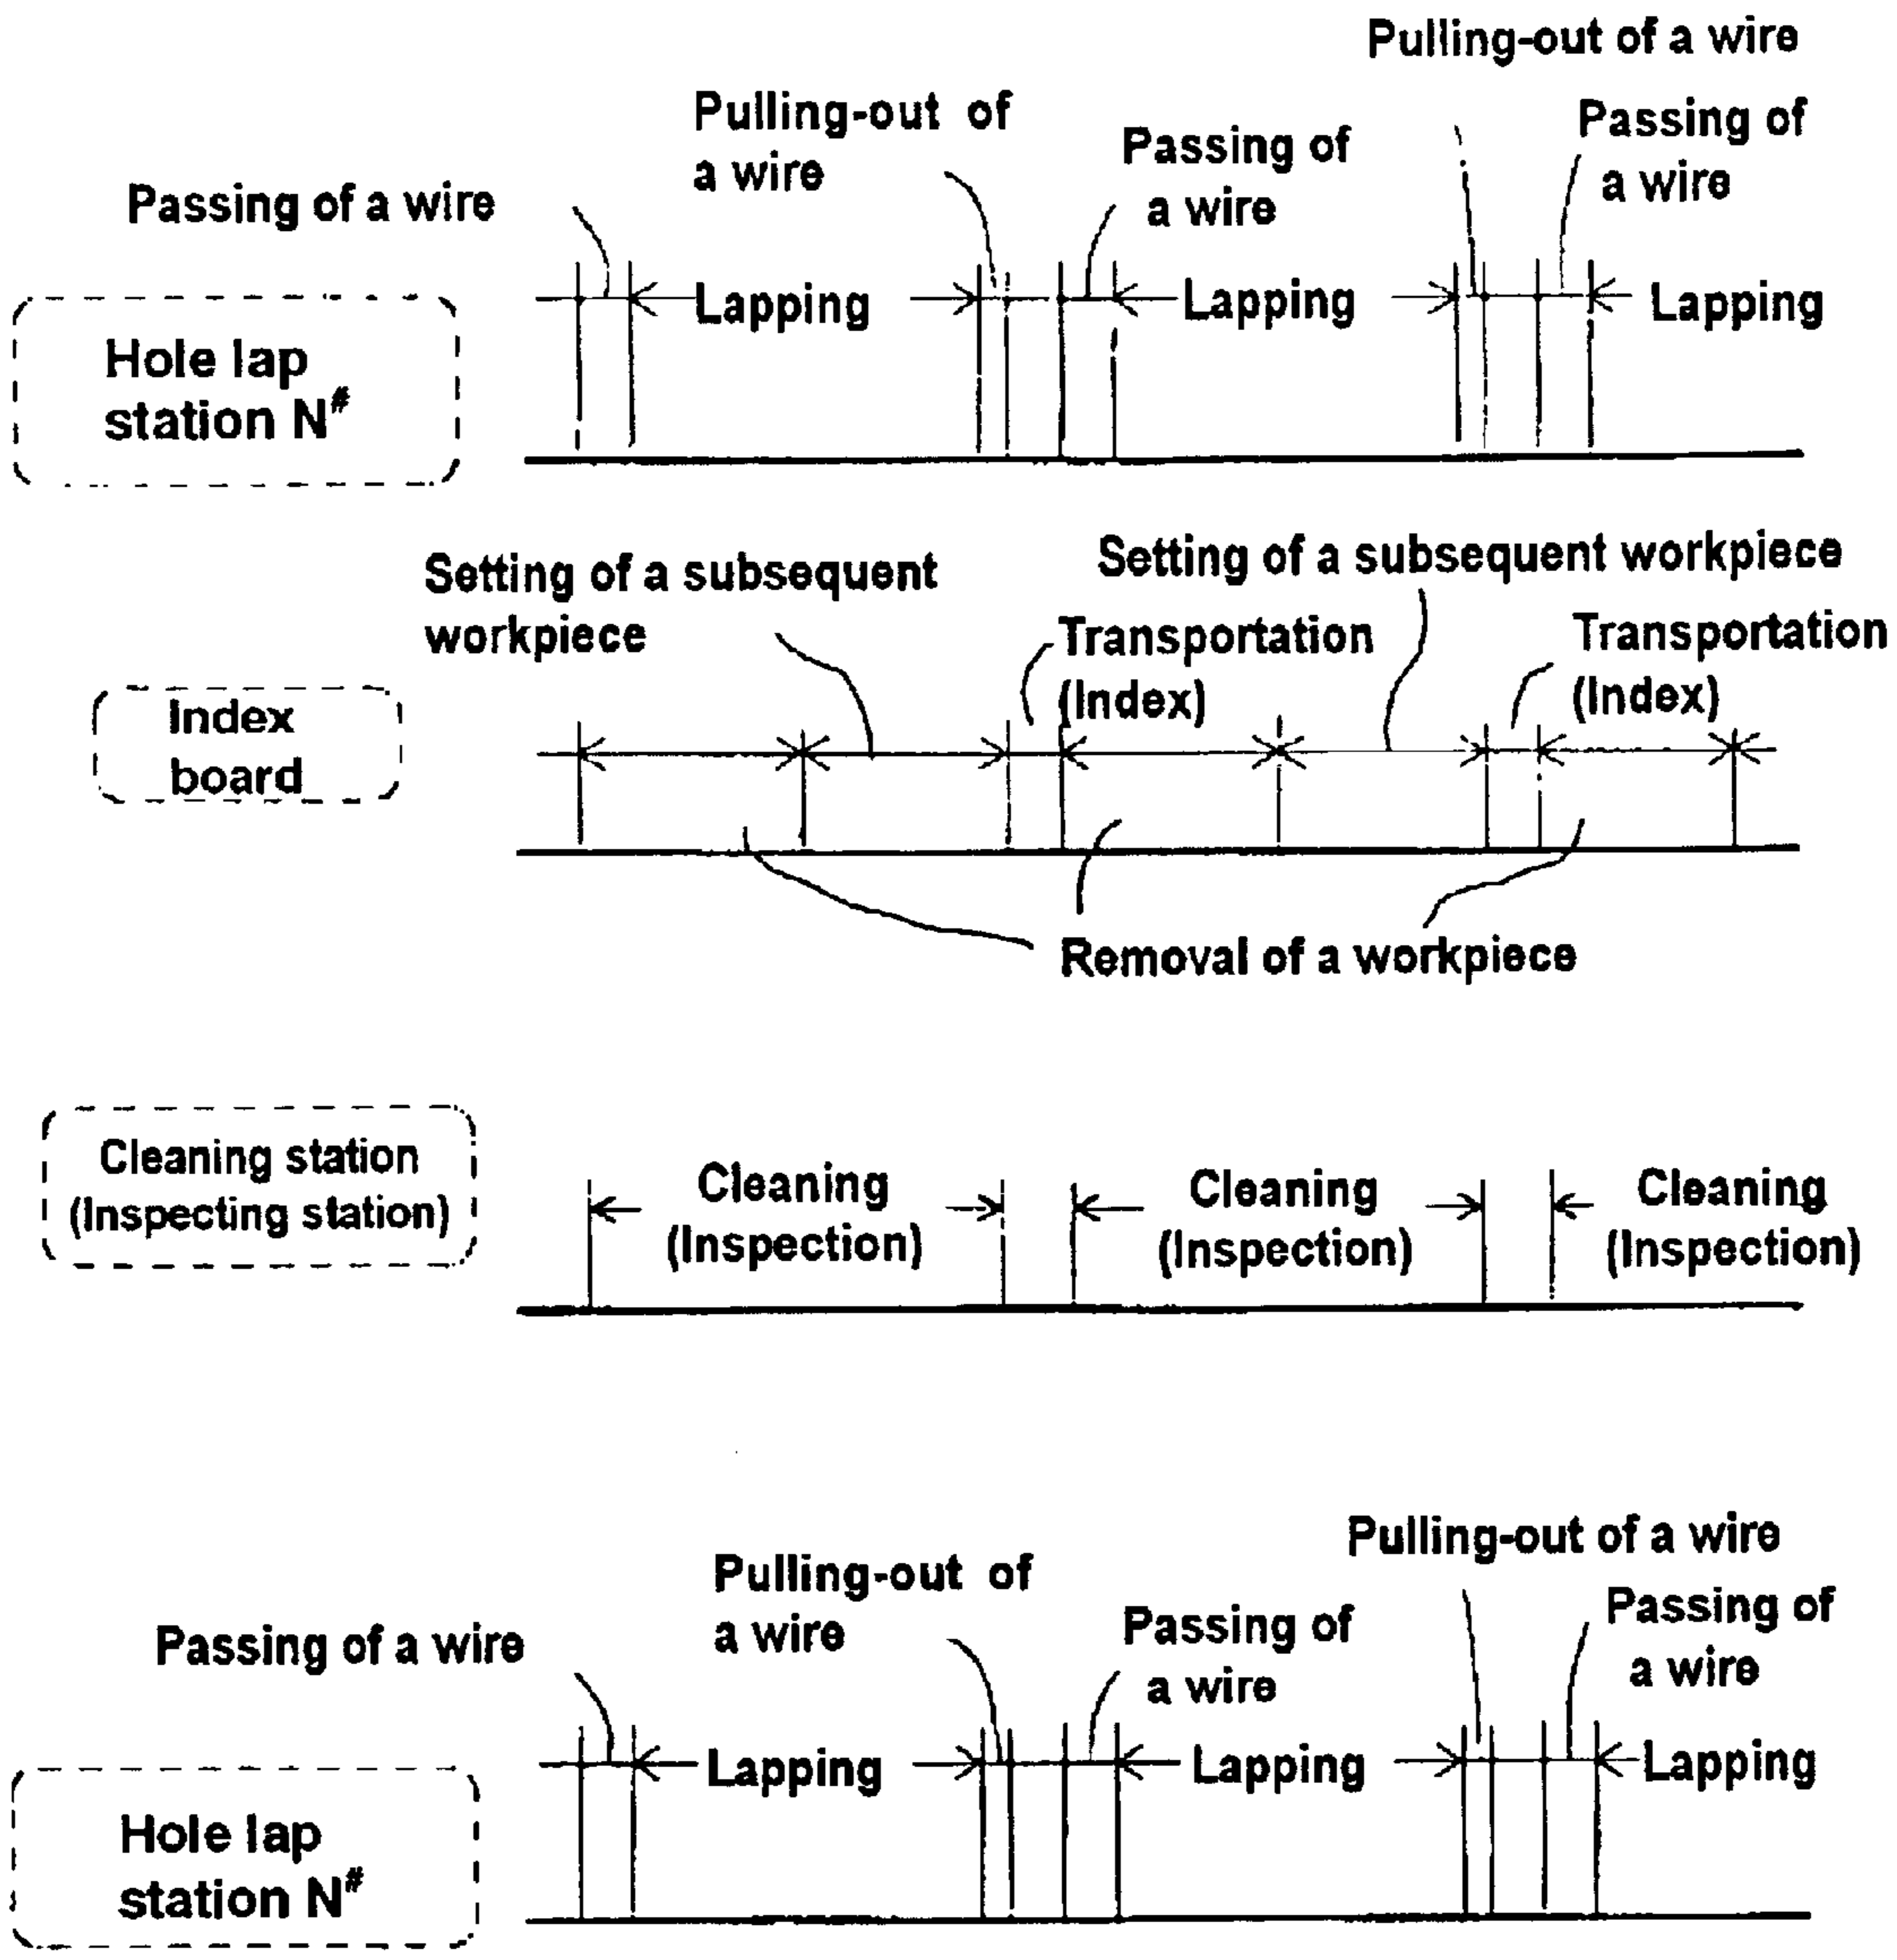 Pulling-out of a wire
Pulling-out of
a wire
Passing of
a wire
Passing of
a wire
Passing of a wire
Lapping
Lapping
Lapping
Hole lap
station N#
Setting of a subsequent
workpiece
Setting of a subsequent workpiece
Transportation
(Index)
Transportation
(Index)
Index
board
Removal of a workpiece
Cleaning station
(Inspecting station)
Cleaning
(Inspection)
Cleaning
(Inspection)
Cleaning
(Inspection)
Pulling-out of a wire
Pulling-out of
a wire
Passing of
a wire
Passing of
a wire
Passing of a wire
Lapping
Lapping
Lapping
Hole lap
station N#